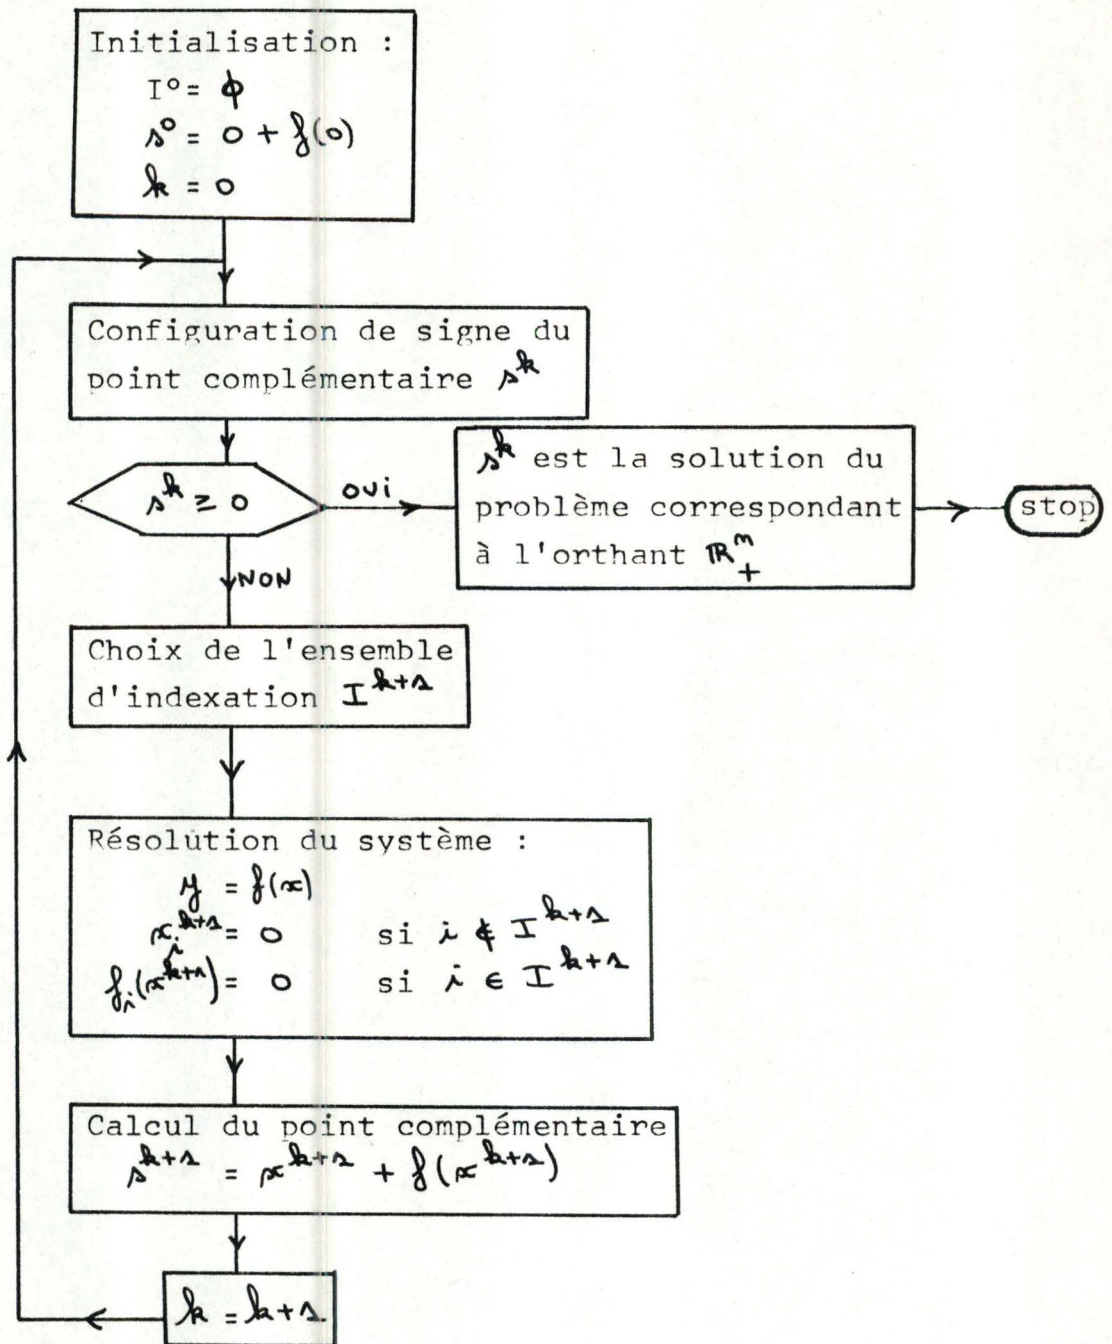 Initialisation :
I⁰ = ϕ
s⁰ = 0 + f(0)
k = 0
Configuration de signe du
point complémentaire s^k
s^k ≥ 0
OUI
s^k est la solution du
problème correspondant
à l'orthant ℝ₊ⁿ
stop
NON
Choix de l'ensemble
d'indexation I^{k+1}
Résolution du système :
y = f(x)
x_i^{k+1} = 0 si i ∉ I^{k+1}
f_i(x^{k+1}) = 0 si i ∈ I^{k+1}
Calcul du point complémentaire
s^{k+1} = x^{k+1} + f(x^{k+1})
k = k+1